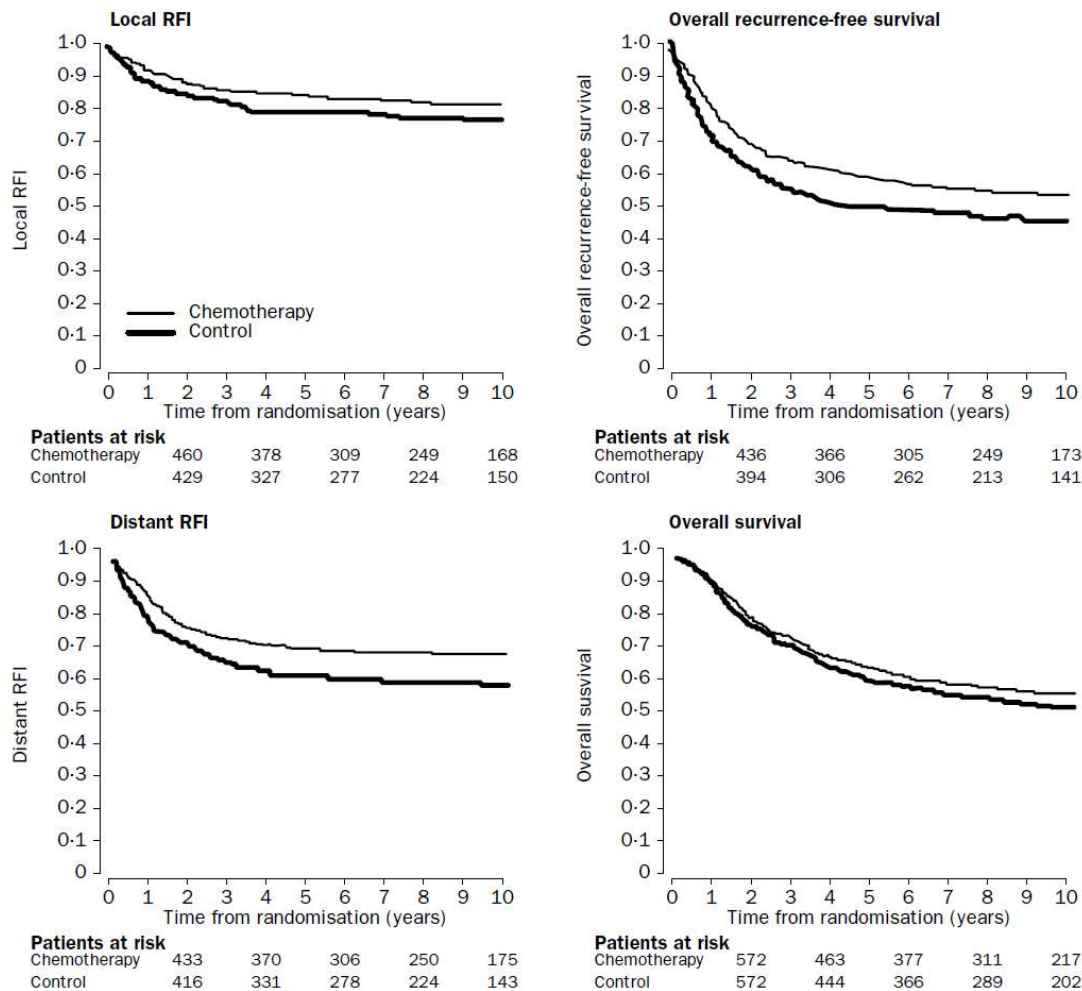 Local RFI
1·0
0·9
0·8
0·7
0·6
0·5
0·4
0·3
0·2
0·1
0
Local RFI
Chemotherapy
Control
0 1 2 3 4 5 6 7 8 9 10
Time from randomisation (years)
Patients at risk
Chemotherapy 460 378 309 249 168
Control 429 327 277 224 150
Overall recurrence-free survival
1·0
0·9
0·8
0·7
0·6
0·5
0·4
0·3
0·2
0·1
0
Overall recurrence-free survival
0 1 2 3 4 5 6 7 8 9 10
Time from randomisation (years)
Patients at risk
Chemotherapy 436 366 305 249 173
Control 394 306 262 213 141
Distant RFI
1·0
0·9
0·8
0·7
0·6
0·5
0·4
0·3
0·2
0·1
0
Distant RFI
0 1 2 3 4 5 6 7 8 9 10
Time from randomisation (years)
Patients at risk
Chemotherapy 433 370 306 250 175
Control 416 331 278 224 143
Overall survival
1·0
0·9
0·8
0·7
0·6
0·5
0·4
0·3
0·2
0·1
0
Overall susvival
0 1 2 3 4 5 6 7 8 9 10
Time from randomisation (years)
Patients at risk
Chemotherapy 572 463 377 311 217
Control 572 444 366 289 202